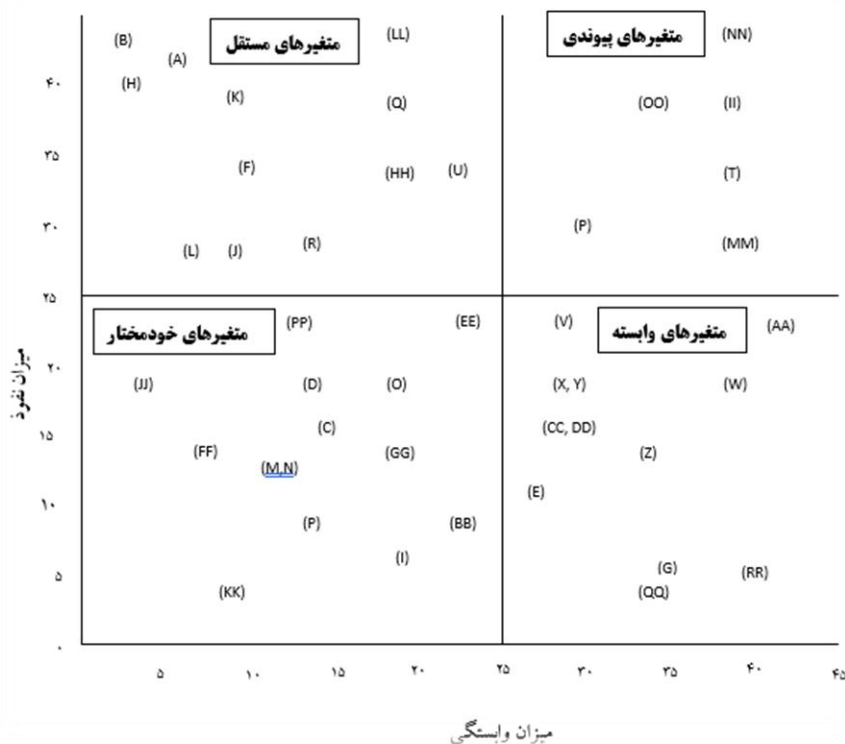 (B)
متغیرهای مستقل
(LL)
متغیرهای پیوندی
(NN)
(A)
(H)
۴۰
(K)
(Q)
(OO)
(II)
۳۵
(F)
(HH)
(U)
(T)
۳۰
(P)
(L)
(J)
(R)
(MM)
۲۵
متغیرهای خودمختار
(PP)
(EE)
(V)
متغیرهای وابسته
(AA)
۲۰
(JJ)
(D)
(O)
(X, Y)
(W)
میزان نفوذ
۱۵
(C)
(CC, DD)
(FF)
(M,N)
(GG)
(Z)
۱۰
(E)
(P)
(BB)
۵
(I)
(G)
(RR)
(KK)
(QQ)
۰
۵
۱۰
۱۵
۲۰
۲۵
۳۰
۳۵
۴۰
۴۵
میزان وابستگی